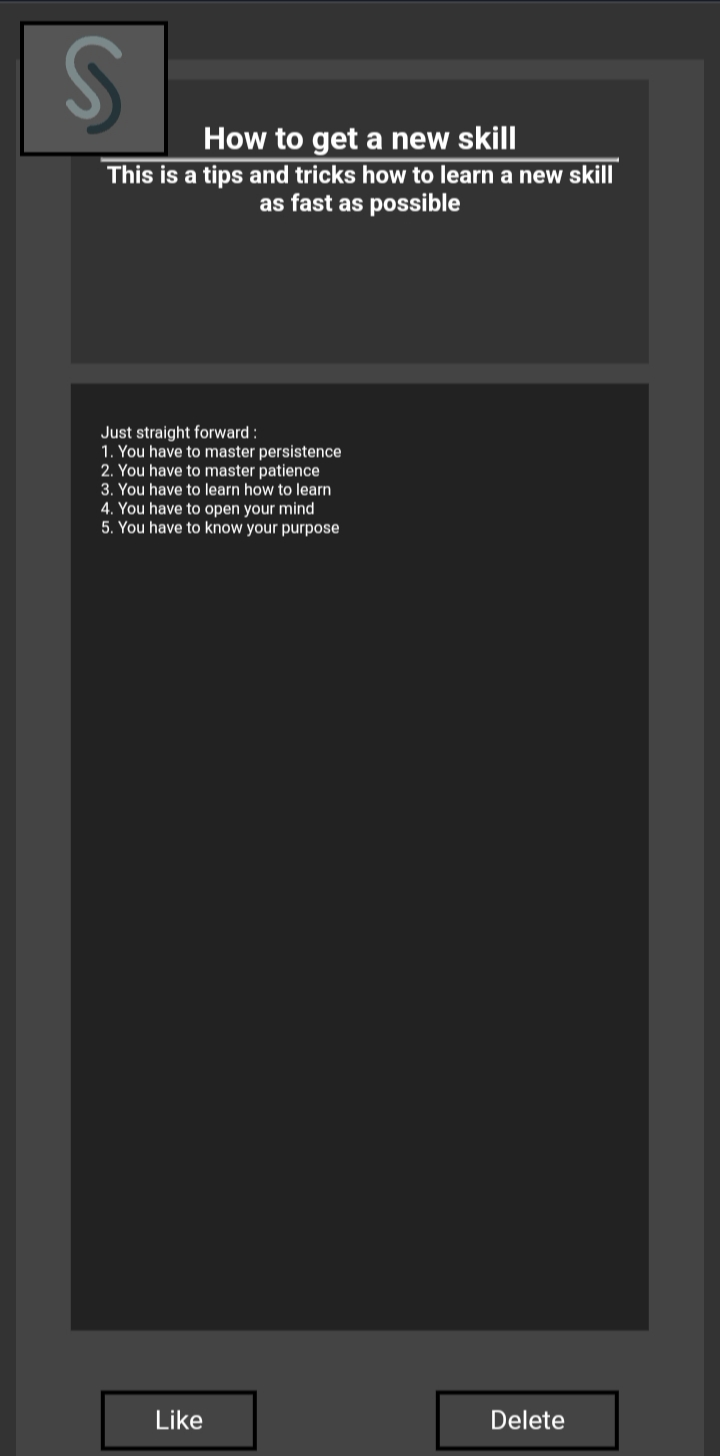 How to get a new skill
This is a tips and tricks how to learn a new skill
as fast as possible
Just straight forward :
1. You have to master persistence
2. You have to master patience
3. You have to learn how to learn
4. You have to open your mind
5. You have to know your purpose
Like
Delete